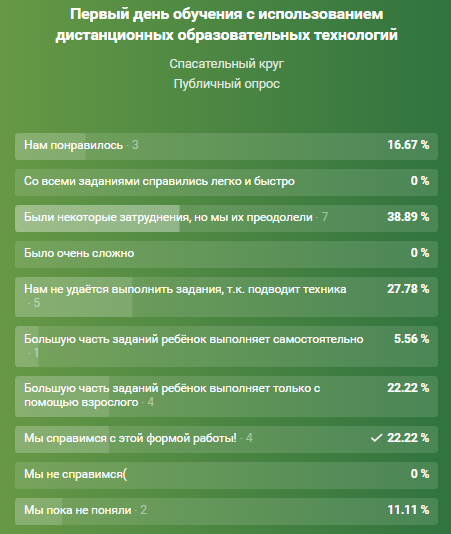 Первый день обучения с использованием
дистанционных образовательных технологий
Спасательный круг
Публичный опрос
Нам понравилось · 3 16.67 %
Со всеми заданиями справились легко и быстро 0 %
Были некоторые затруднения, но мы их преодолели · 7 38.89 %
Было очень сложно 0 %
Нам не удаётся выполнить задания, т.к. подводит техника 27.78 %
· 5
Большую часть заданий ребёнок выполняет самостоятельно 5.56 %
· 1
Большую часть заданий ребёнок выполняет только с 22.22 %
помощью взрослого · 4
Мы справимся с этой формой работы! · 4 22.22 %
Мы не справимся( 0 %
Мы пока не поняли · 2 11.11 %